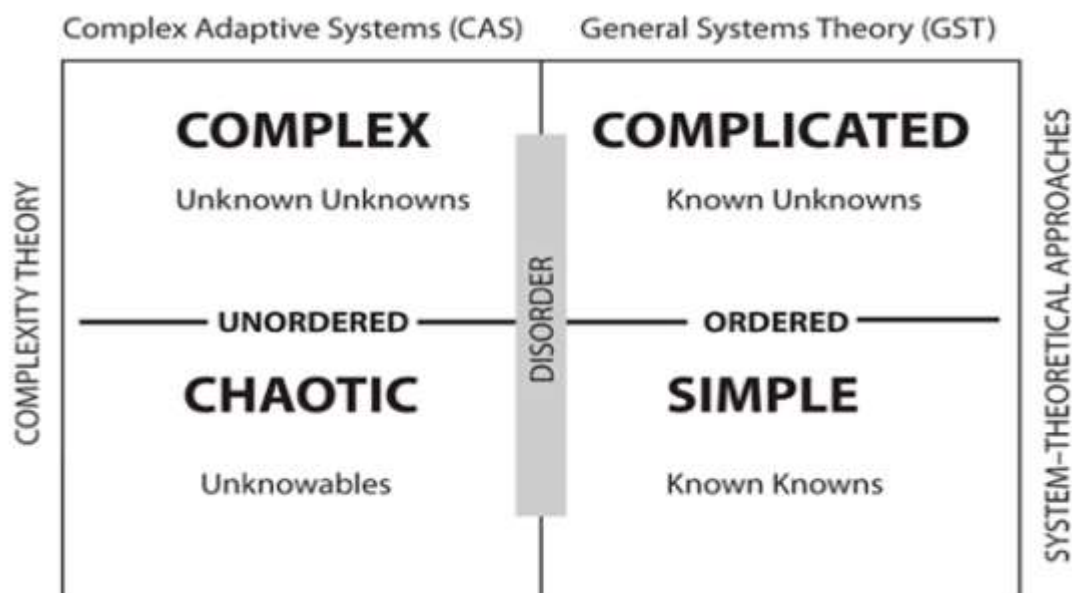 Complex Adaptive Systems (CAS)
General Systems Theory (GST)
COMPLEXITY THEORY
COMPLEX
Unknown Unknowns
COMPLICATED
Known Unknowns
UNORDERED
DISORDER
ORDERED
CHAOTIC
Unknowables
SIMPLE
Known Knowns
SYSTEM–THEORETICAL APPROACHES